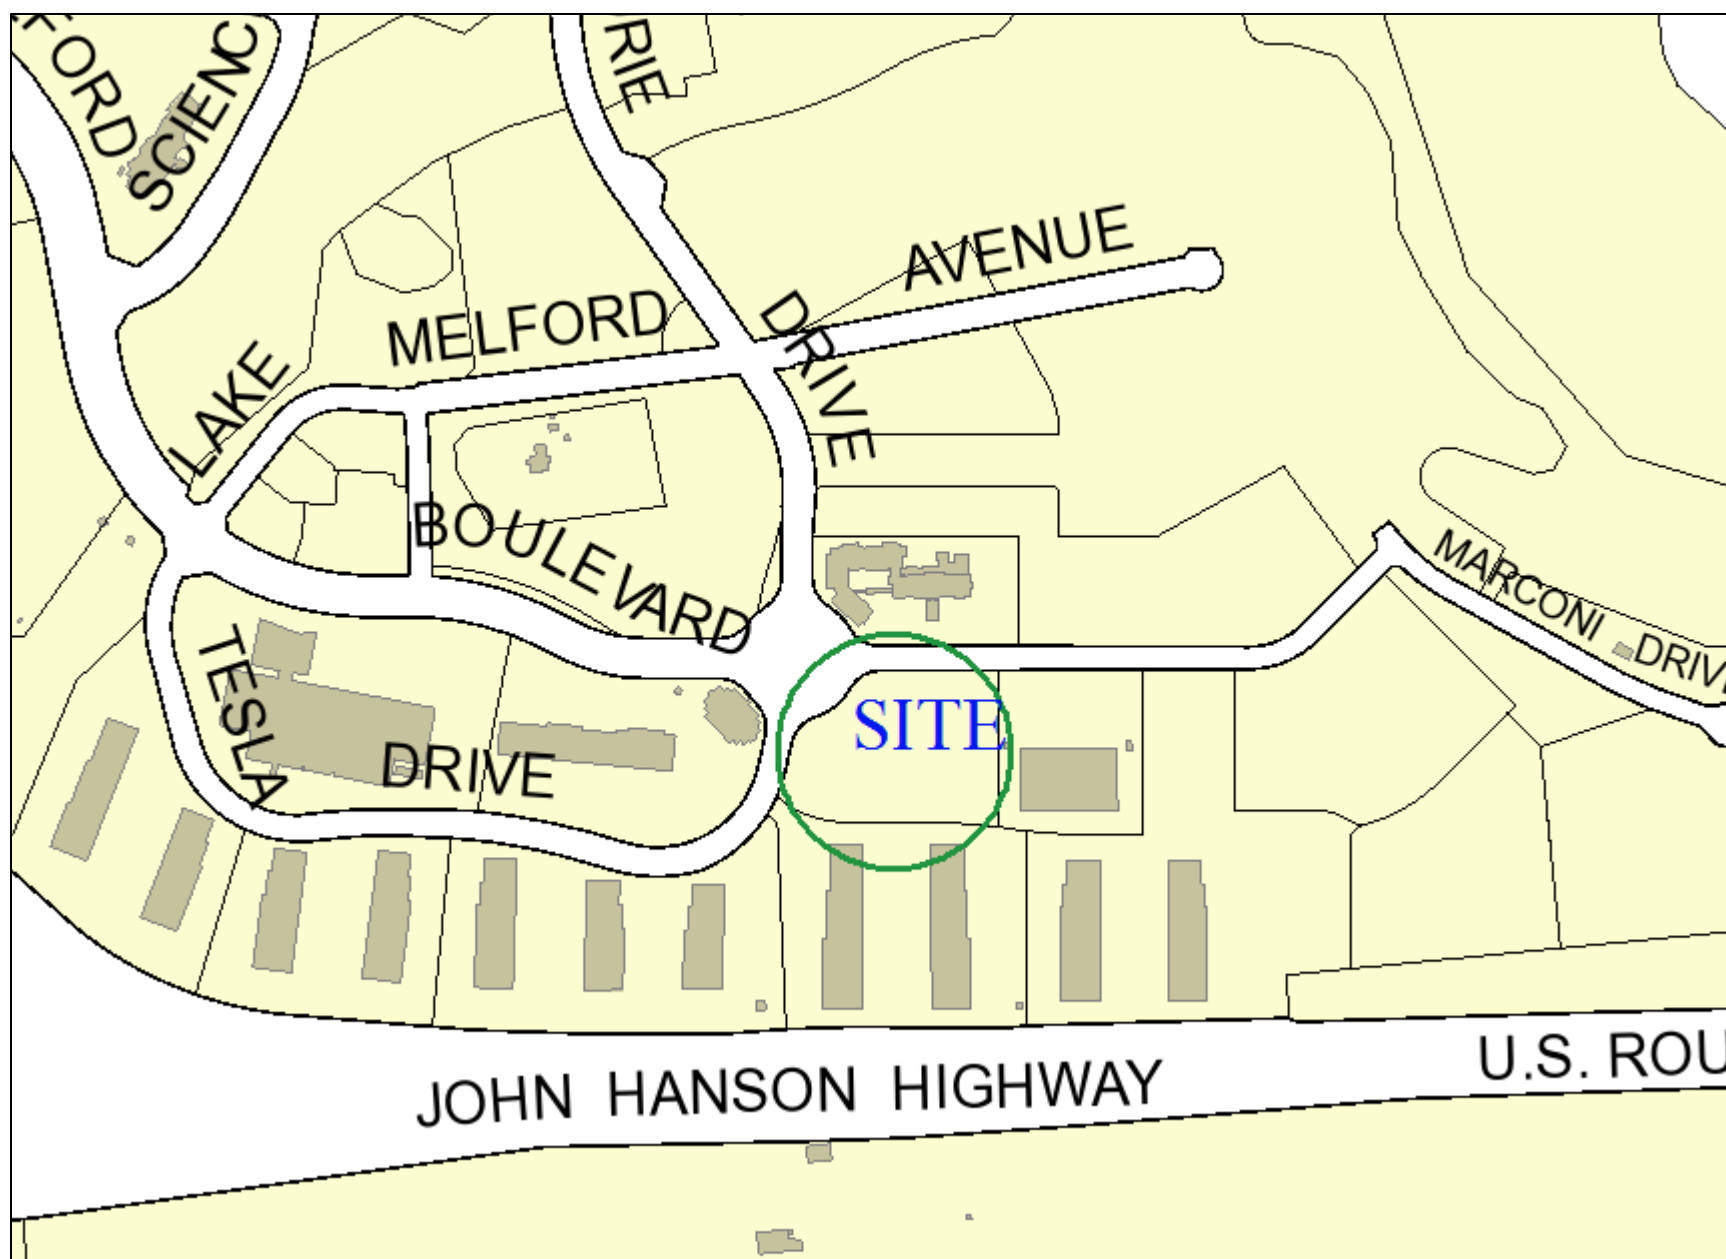 FORD
SCIENC
RIE
AVENUE
MELFORD
DRIVE
LAKE
BOULEVARD
MARCONI DRIVE
TESLA
DRIVE
SITE
JOHN HANSON HIGHWAY
U.S. ROU